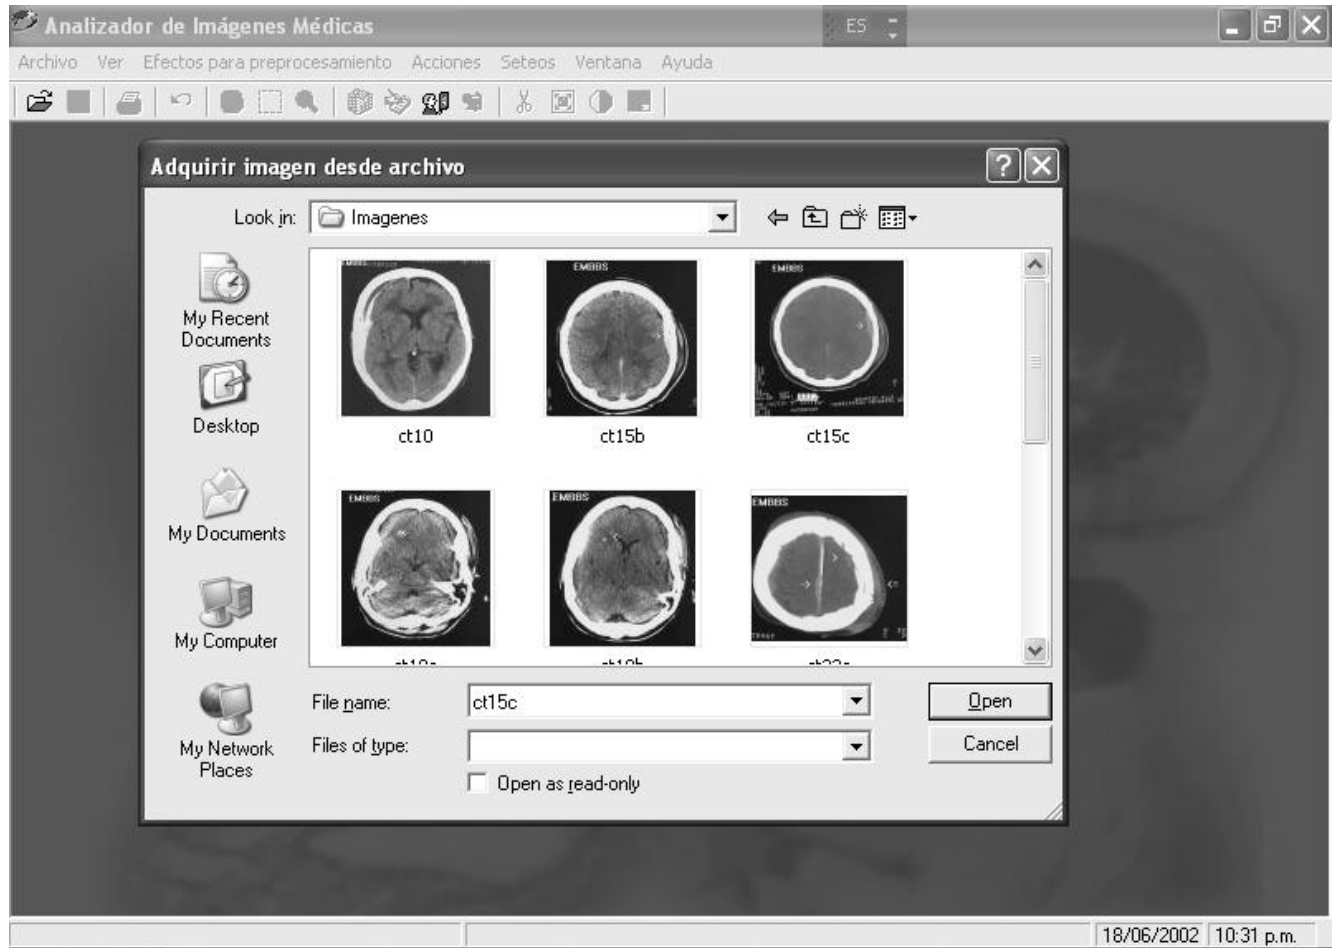 Analizador de Imágenes Médicas
ES
Archivo Ver Efectos para preprocesamiento Acciones Seteos Ventana Ayuda
Adquirir imagen desde archivo
Look in: Imagenes
My Recent
Documents
Desktop
My Documents
My Computer
My Network
Places
EMBBS
EMBBS
ct10
ct15b
ct15c
EMBBS
EMBBS
EMBBS
File name: ct15c
Open
Files of type:
Cancel
Open as read-only
18/06/2002 10:31 p.m.